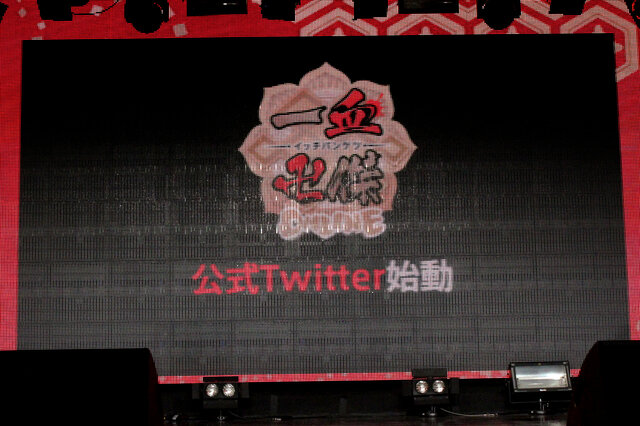 一血
イッチバンケツ
卍傑
公式Twitter始動